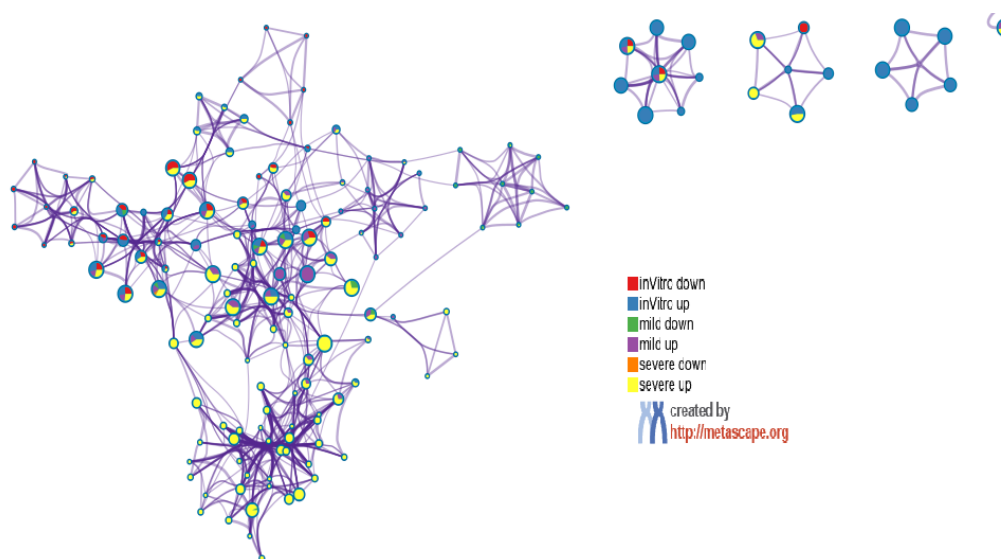 inVitro down
inVitro up
mild down
mild up
severe down
severe up
created by
http://metascape.org